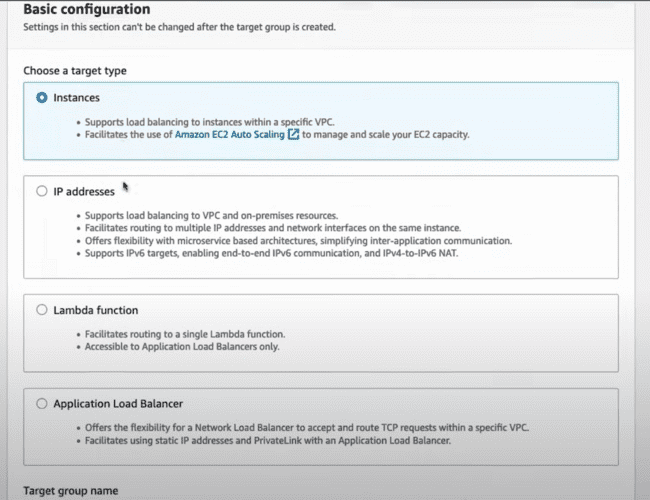 Basic configuration
Settings in this section can't be changed after the target group is created.
Choose a target type
Instances
• Supports load balancing to instances within a specific VPC.
• Facilitates the use of Amazon EC2 Auto Scaling to manage and scale your EC2 capacity.
IP addresses
• Supports load balancing to VPC and on-premises resources.
• Facilitates routing to multiple IP addresses and network interfaces on the same instance.
• Offers flexibility with microservice based architectures, simplifying inter-application communication.
• Supports IPv6 targets, enabling end-to-end IPv6 communication, and IPv4-to-IPv6 NAT.
Lambda function
• Facilitates routing to a single Lambda function.
• Accessible to Application Load Balancers only.
Application Load Balancer
• Offers the flexibility for a Network Load Balancer to accept and route TCP requests within a specific VPC.
• Facilitates using static IP addresses and PrivateLink with an Application Load Balancer.
Target group name